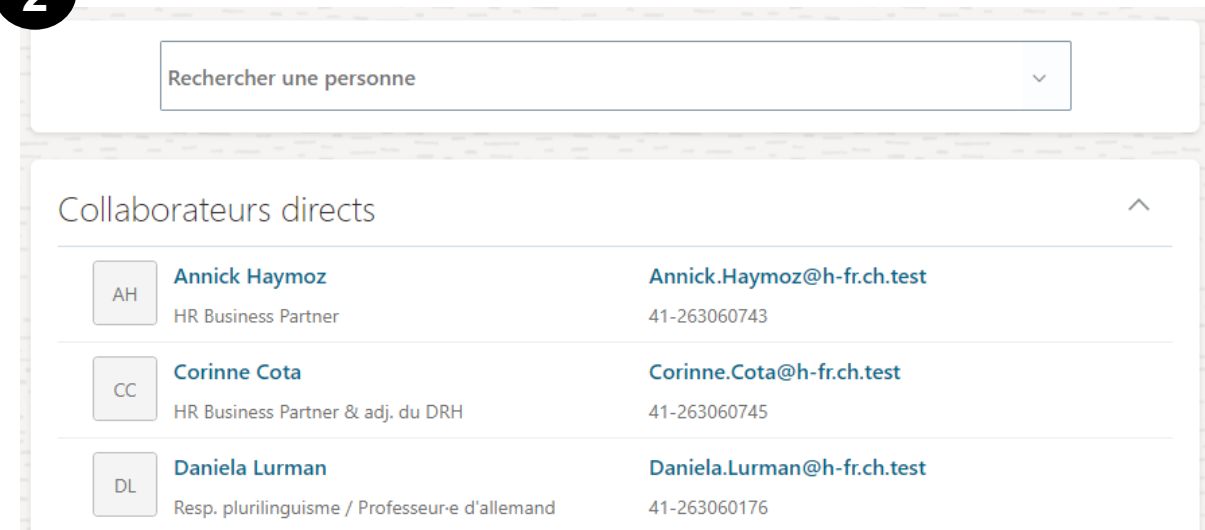 2
Rechercher une personne
Collaborateurs directs
AH
Annick Haymoz
Annick.Haymoz@h-fr.ch.test
HR Business Partner
41-263060743
CC
Corinne Cota
Corinne.Cota@h-fr.ch.test
HR Business Partner & adj. du DRH
41-263060745
DL
Daniela Lurman
Daniela.Lurman@h-fr.ch.test
Resp. plurilinguisme / Professeur·e d'allemand
41-263060176